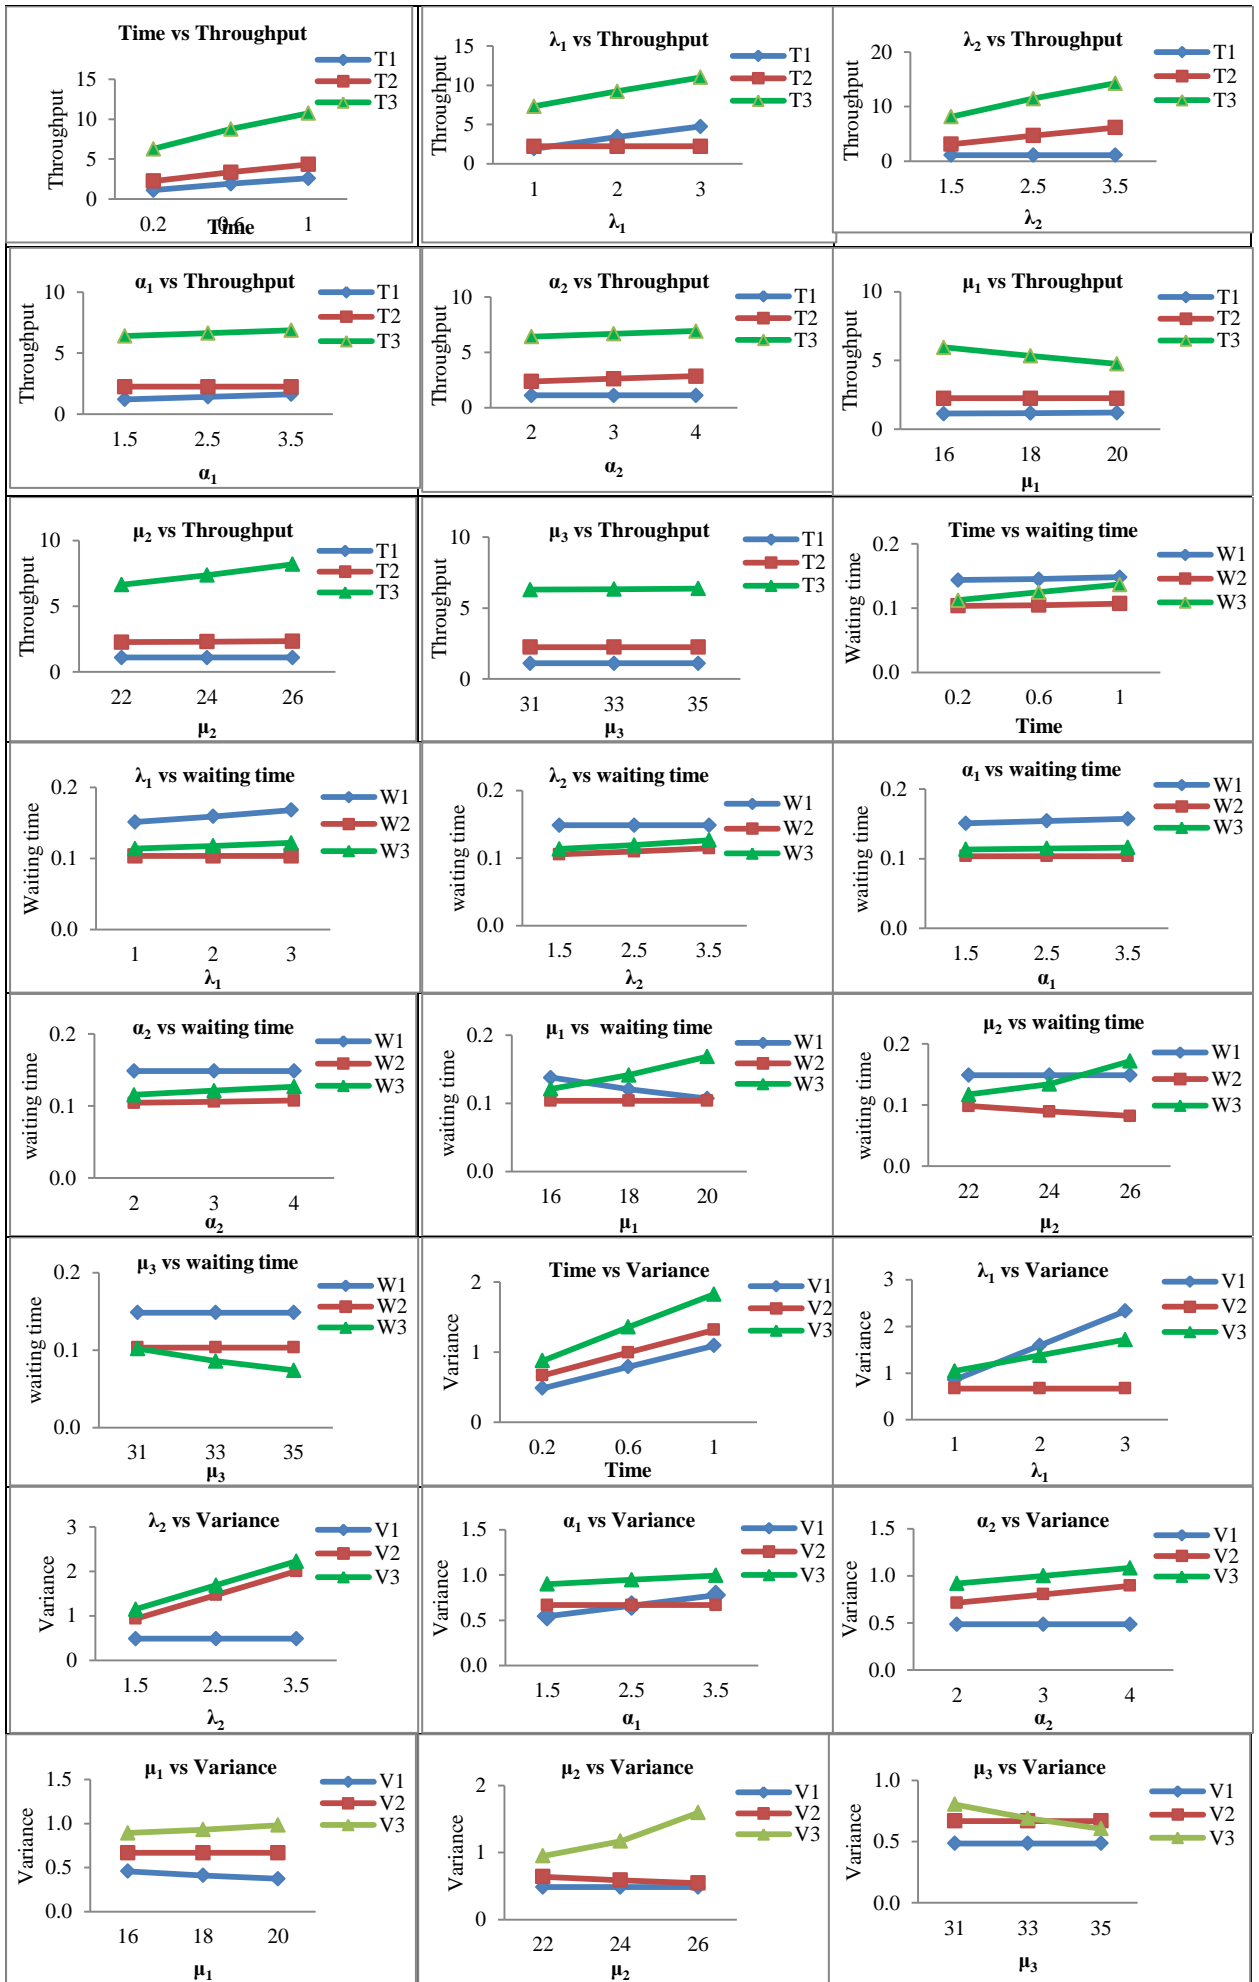 Time vs Throughput
Throughput
15
10
5
0
0.2 0.6 1
Time
T1
T2
T3
λ1 vs Throughput
Throughput
15
10
5
0
1 2 3
λ1
T1
T2
T3
λ2 vs Throughput
Throughput
20
10
0
1.5 2.5 3.5
λ2
T1
T2
T3
α1 vs Throughput
Throughput
10
5
0
1.5 2.5 3.5
α1
T1
T2
T3
α2 vs Throughput
Throughput
10
5
0
2 3 4
α2
T1
T2
T3
μ1 vs Throughput
Throughput
10
5
0
16 18 20
μ1
T1
T2
T3
μ2 vs Throughput
Throughput
10
5
0
22 24 26
μ2
T1
T2
T3
μ3 vs Throughput
Throughput
10
5
0
31 33 35
μ3
T1
T2
T3
Time vs waiting time
Waiting time
0.2
0.1
0.0
0.2 0.6 1
Time
W1
W2
W3
λ1 vs waiting time
Waiting time
0.2
0.1
0.0
1 2 3
λ1
W1
W2
W3
λ2 vs waiting time
waiting time
0.2
0.1
0.0
1.5 2.5 3.5
λ2
W1
W2
W3
α1 vs waiting time
waiting time
0.2
0.1
0.0
1.5 2.5 3.5
α1
W1
W2
W3
α2 vs waiting time
waiting time
0.2
0.1
0.0
2 3 4
α2
W1
W2
W3
μ1 vs waiting time
waiting time
0.2
0.1
0.0
16 18 20
μ1
W1
W2
W3
μ2 vs waiting time
waiting time
0.2
0.1
0.0
22 24 26
μ2
W1
W2
W3
μ3 vs waiting time
waiting time
0.2
0.1
0.0
31 33 35
μ3
W1
W2
W3
Time vs Variance
Variance
2
1
0
0.2 0.6 1
Time
V1
V2
V3
λ1 vs Variance
Variance
3
2
1
0
1 2 3
λ1
V1
V2
V3
λ2 vs Variance
Variance
3
2
1
0
1.5 2.5 3.5
λ2
V1
V2
V3
α1 vs Variance
Variance
1.5
1.0
0.5
0.0
1.5 2.5 3.5
α1
V1
V2
V3
α2 vs Variance
Variance
1.5
1.0
0.5
0.0
2 3 4
α2
V1
V2
V3
μ1 vs Variance
Variance
1.5
1.0
0.5
0.0
16 18 20
μ1
V1
V2
V3
μ2 vs Variance
Variance
2
1
0
22 24 26
μ2
V1
V2
V3
μ3 vs Variance
Variance
1.0
0.5
0.0
31 33 35
μ3
V1
V2
V3